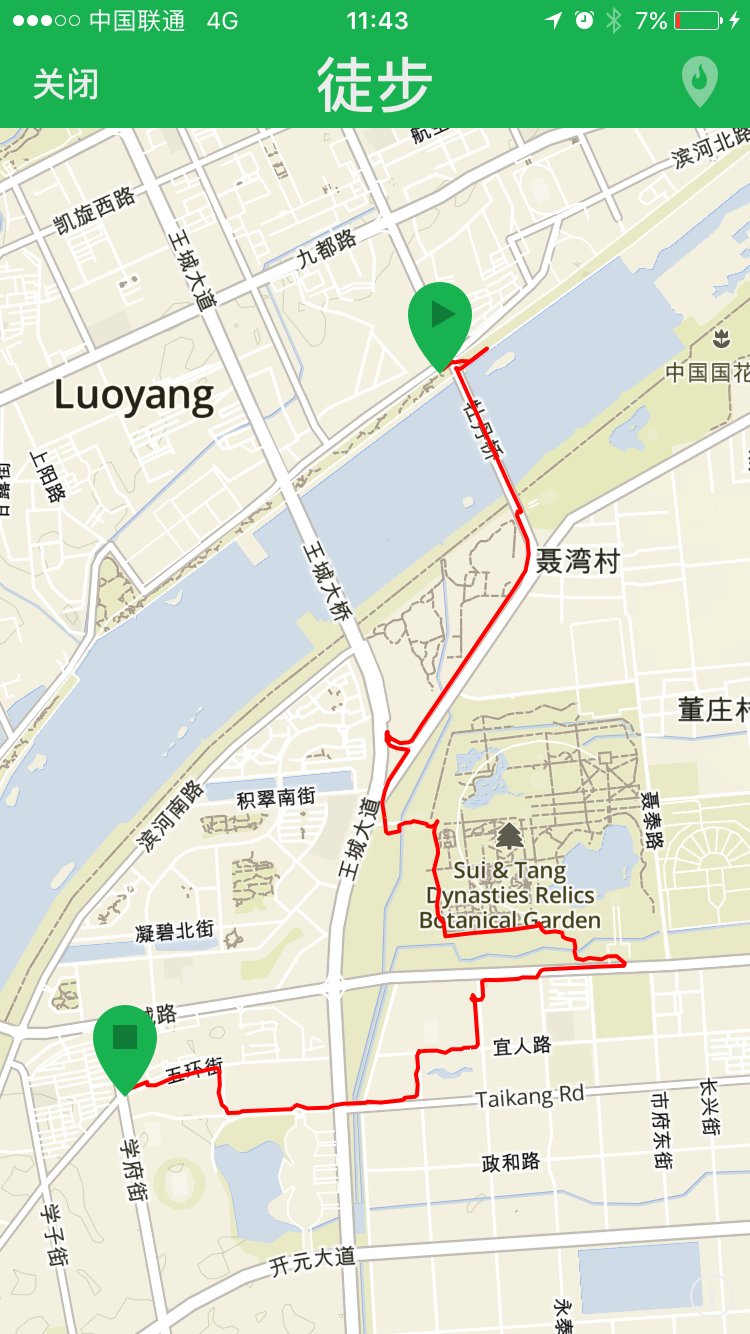 中国联通 4G 11:43 7%
关闭 徒步
滨河北路
凯旋西路
王城大道
九都路
中国国花
Luoyang
牡丹桥
上阳路
王城大桥
聂湾村
董庄村
积翠南街
滨河南路
王城大道
聂泰路
Sui & Tang
Dynasties Relics
Botanical Garden
凝碧北街
城路
宜人路
五环街
Taikang Rd
长兴街
市府东街
学府街
政和路
学子街
开元大道
永泰